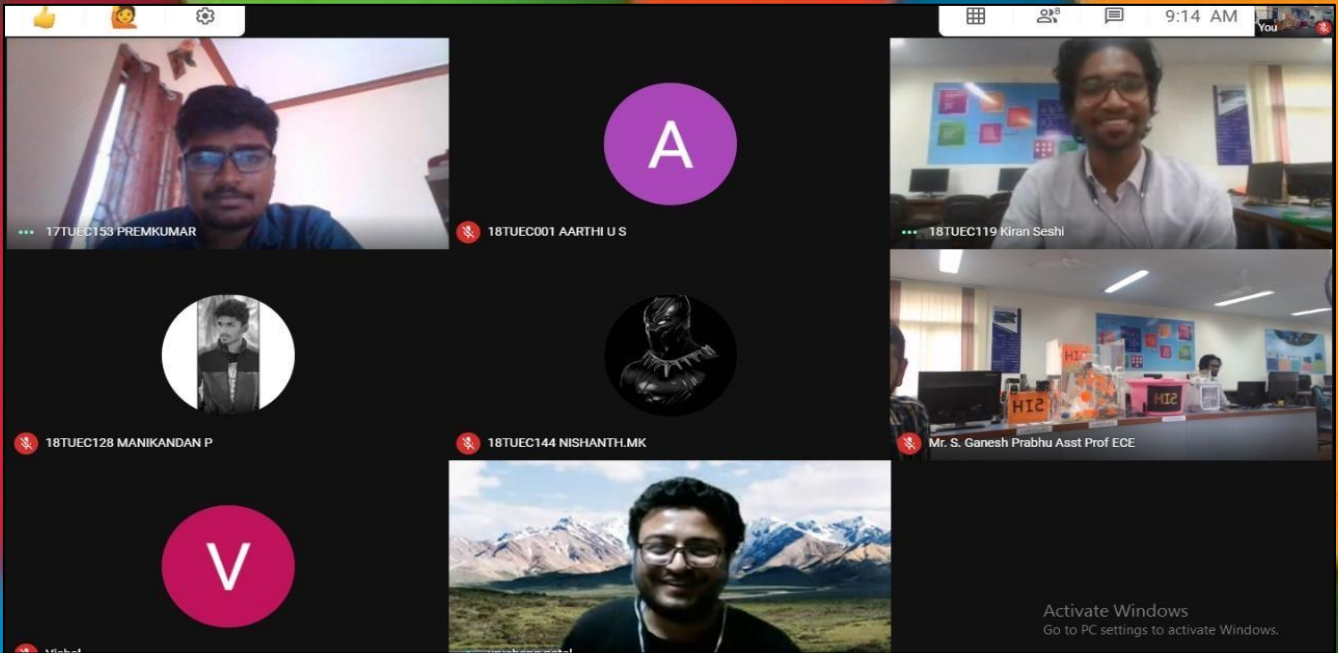 9:14 AM
You
17TUEC153 PREMKUMAR
A
18TUEC001 AARTHI U S
18TUEC119 Kiran Seshi
18TUEC128 MANIKANDAN P
18TUEC144 NISHANTH.MK
SIH
SIH
SIH
Mr. S. Ganesh Prabhu Asst Prof ECE
V
Activate Windows
Go to PC settings to activate Windows.